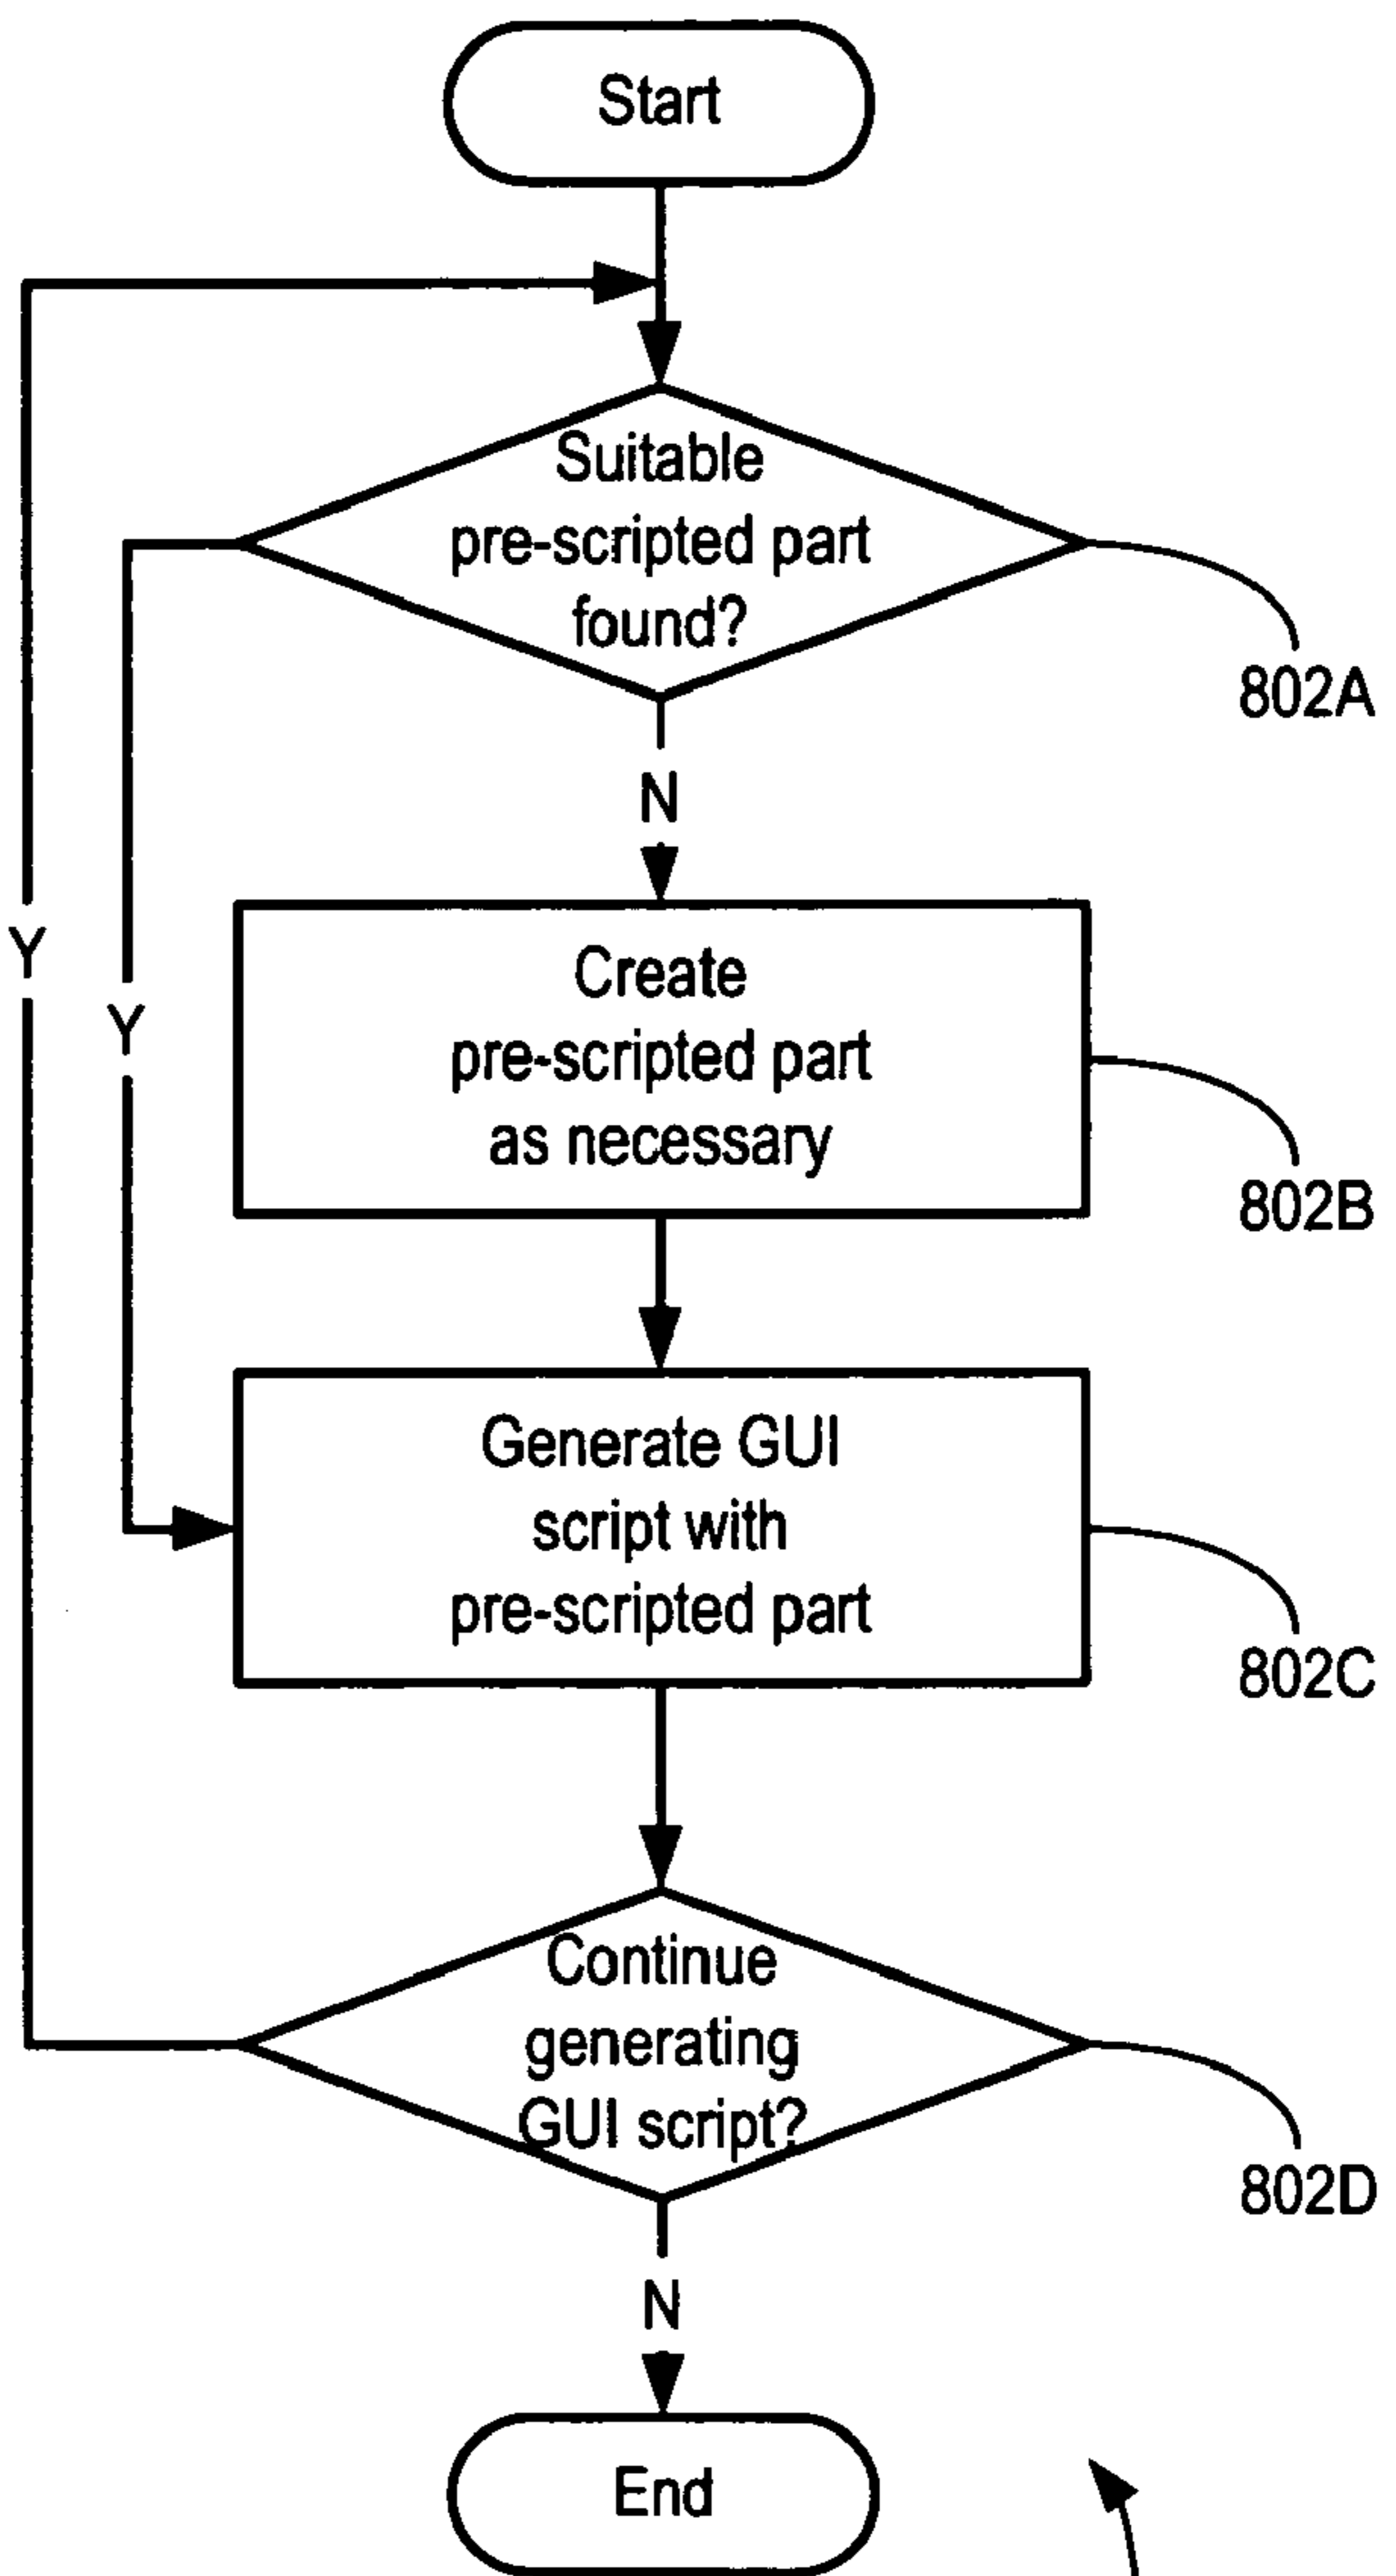 Start
Suitable
pre-scripted part
found?
802A
N
Create
pre-scripted part
as necessary
802B
Y
Y
Generate GUI
script with
pre-scripted part
802C
Continue
generating
GUI script?
802D
N
End